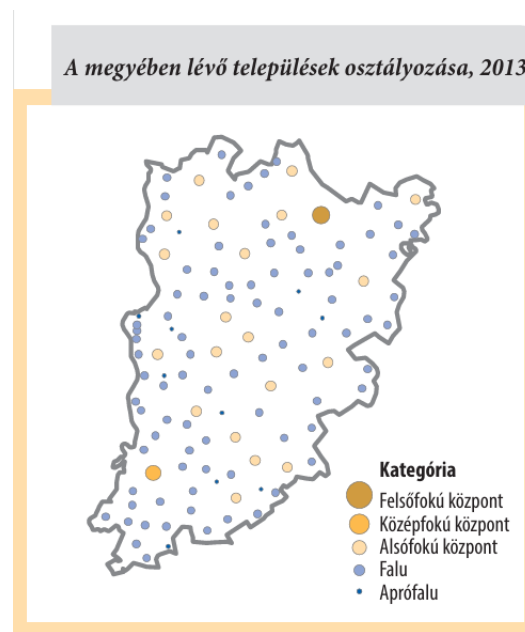 A megyében lévő települések osztályozása, 2013
Kategória
Felsőfokú központ
Középfokú központ
Alsófokú központ
Falu
Aprófalu